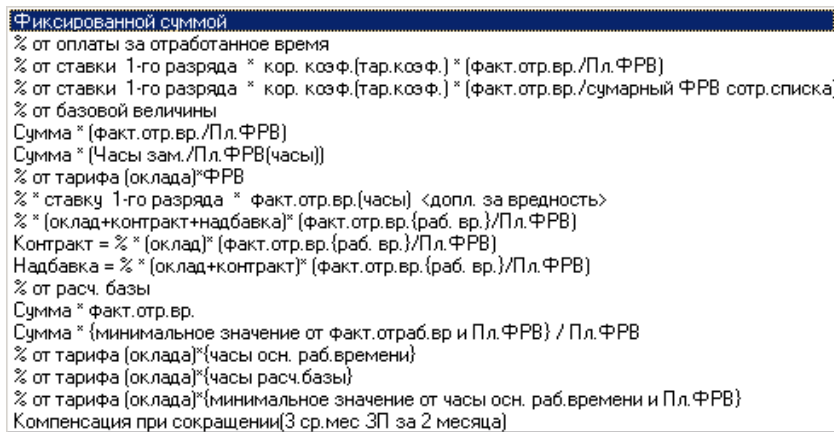 Фиксированной суммой
% от оплаты за отработанное время
% от ставки 1-го разряда * кор. коэф.(тар.коэф.) * (факт.отр.вр./Пл.ФРВ)
% от ставки 1-го разряда * кор. коэф.(тар.коэф.) * (факт.отр.вр./сумарный ФРВ сотр.списка)
% от базовой величины
Сумма * (факт.отр.вр./Пл.ФРВ)
Сумма * (Часы зам./Пл.ФРВ(часы))
% от тарифа (оклада)*ФРВ
% * ставку 1-го разряда * факт.отр.вр.(часы) <допл. за вредность>
% * (оклад+контракт+надбавка)* (факт.отр.вр.{раб. вр.}/Пл.ФРВ)
Контракт = % * (оклад)* (факт.отр.вр.{раб. вр.}/Пл.ФРВ)
Надбавка = % * (оклад+контракт)* (факт.отр.вр.{раб. вр.}/Пл.ФРВ)
% от расч. базы
Сумма * факт.отр.вр.
Сумма * {минимальное значение от факт.отраб.вр и Пл.ФРВ} / Пл.ФРВ
% от тарифа (оклада)*{часы осн. раб.времени}
% от тарифа (оклада)*{часы расч.базы}
% от тарифа (оклада)*{минимальное значение от часы осн. раб.времени и Пл.ФРВ}
Компенсация при сокращении(3 ср.мес ЗП за 2 месяца)